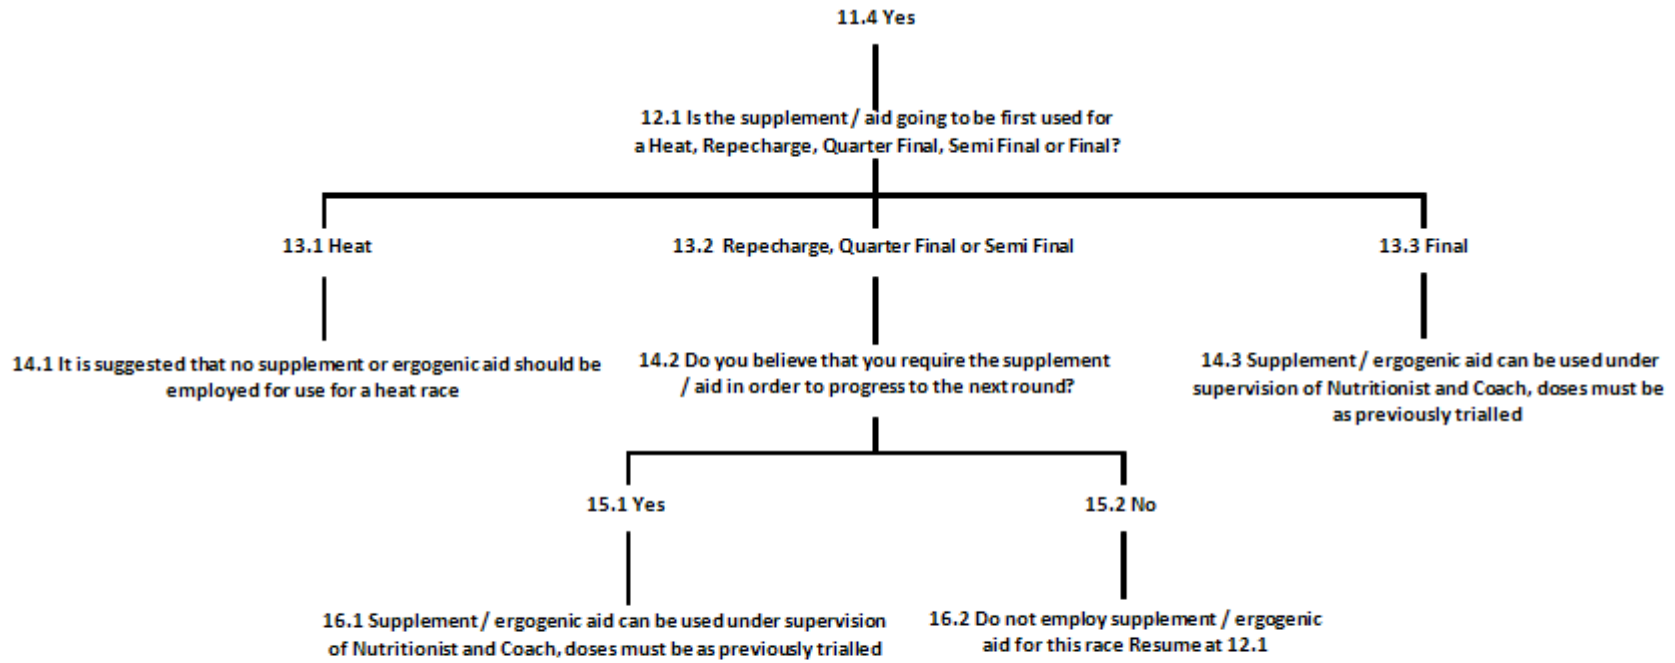 11.4 Yes
12.1 Is the supplement / aid going to be first used for
a Heat, Repecharge, Quarter Final, Semi Final or Final?
13.1 Heat
13.2 Repecharge, Quarter Final or Semi Final
13.3 Final
14.1 It is suggested that no supplement or ergogenic aid should be
employed for use for a heat race
14.2 Do you believe that you require the supplement
/ aid in order to progress to the next round?
14.3 Supplement / ergogenic aid can be used under
supervision of Nutritionist and Coach, doses must be
as previously trialled
15.1 Yes
15.2 No
16.1 Supplement / ergogenic aid can be used under supervision
of Nutritionist and Coach, doses must be as previously trialled
16.2 Do not employ supplement / ergogenic
aid for this race Resume at 12.1